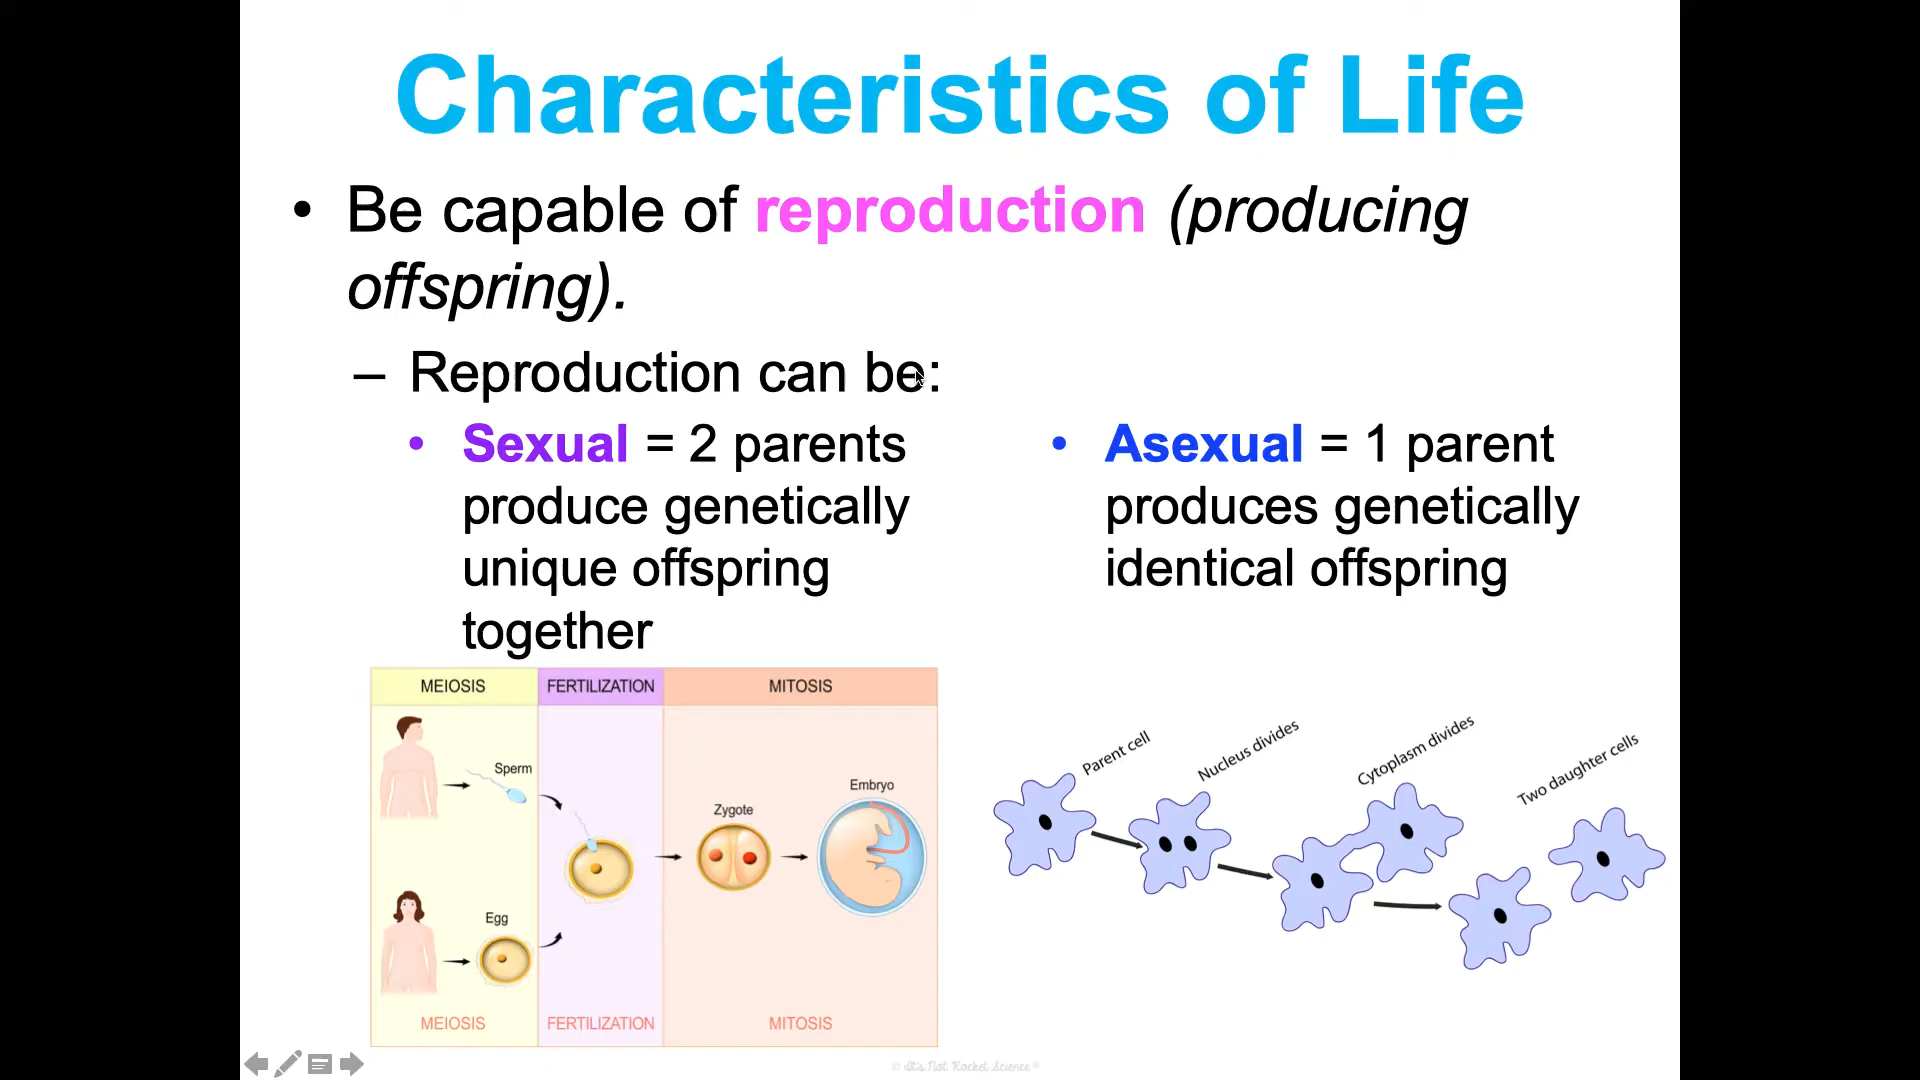 Characteristics of Life
• Be capable of reproduction (producing
offspring).
– Reproduction can be:
• Sexual = 2 parents
produce genetically
unique offspring
together
• Asexual = 1 parent
produces genetically
identical offspring
MEIOSIS FERTILIZATION MITOSIS
Sperm
Egg
Zygote
Embryo
MEIOSIS FERTILIZATION MITOSIS
Parent cell
Nucleus divides
Cytoplasm divides
Two daughter cells
© It's Not Rocket Science®